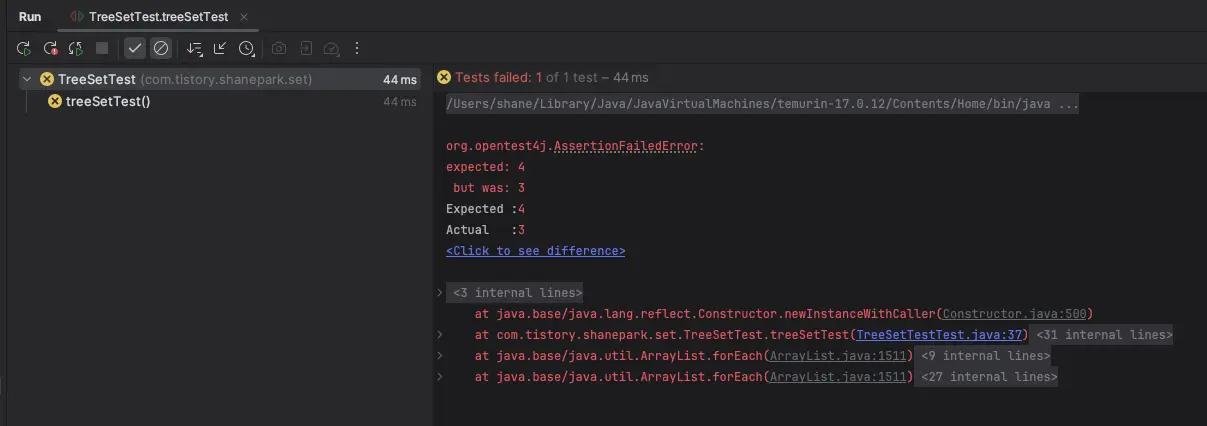 Run TreeSetTest.treeSetTest
TreeSetTest (com.tistory.shanepark.set) 44 ms
treeSetTest() 44 ms
Tests failed: 1 of 1 test – 44 ms
/Users/shane/Library/Java/JavaVirtualMachines/temurin-17.0.12/Contents/Home/bin/java ...
org.opentest4j.AssertionFailedError:
expected: 4
but was: 3
Expected :4
Actual   :3
<Click to see difference>
<3 internal lines>
at java.base/java.lang.reflect.Constructor.newInstanceWithCaller(Constructor.java:500)
at com.tistory.shanepark.set.TreeSetTest.treeSetTest(TreeSetTestTest.java:37) <31 internal lines>
at java.base/java.util.ArrayList.forEach(ArrayList.java:1511) <9 internal lines>
at java.base/java.util.ArrayList.forEach(ArrayList.java:1511) <27 internal lines>